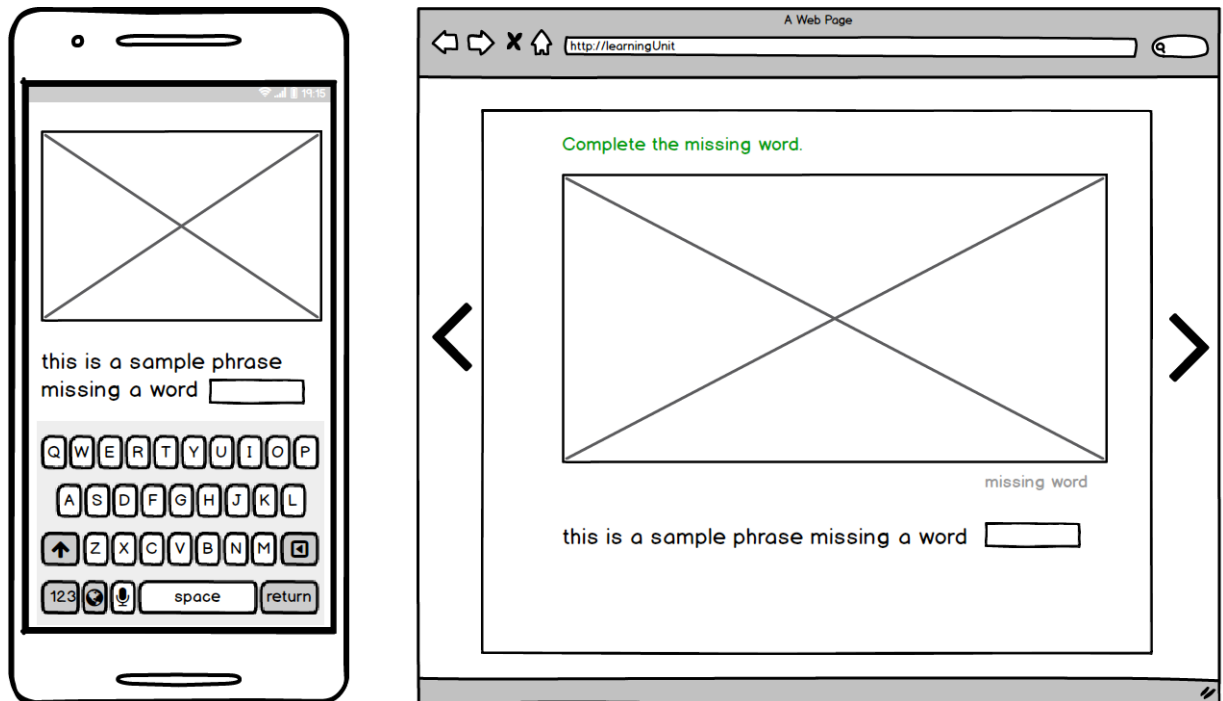 19:15
this is a sample phrase
missing a word
Q W E R T Y U I O P
A S D F G H J K L
Z X C V B N M
123 space return
A Web Page
http://learningUnit
Complete the missing word.
missing word
this is a sample phrase missing a word